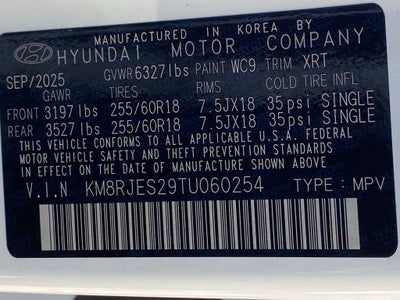 MANUFACTURED IN KOREA BY
HYUNDAI MOTOR COMPANY
SEP/2025 GVWR 6327lbs PAINT WC9 TRIM XRT
GAWR TIRES RIMS COLD TIRE INFL
FRONT 3197lbs 255/60R18 7.5JX18 35psi SINGLE
REAR 3527lbs 255/60R18 7.5JX18 35psi SINGLE
THIS VEHICLE CONFORMS TO ALL APPLICABLE U.S.A. FEDERAL
MOTOR VEHICLE SAFETY AND THEFT PREVENTION STANDARDS
IN EFFECT ON THE DATE OF MANUFACTURE SHOWN ABOVE.
V.I.N KM8RJES29TU060254 TYPE : MPV